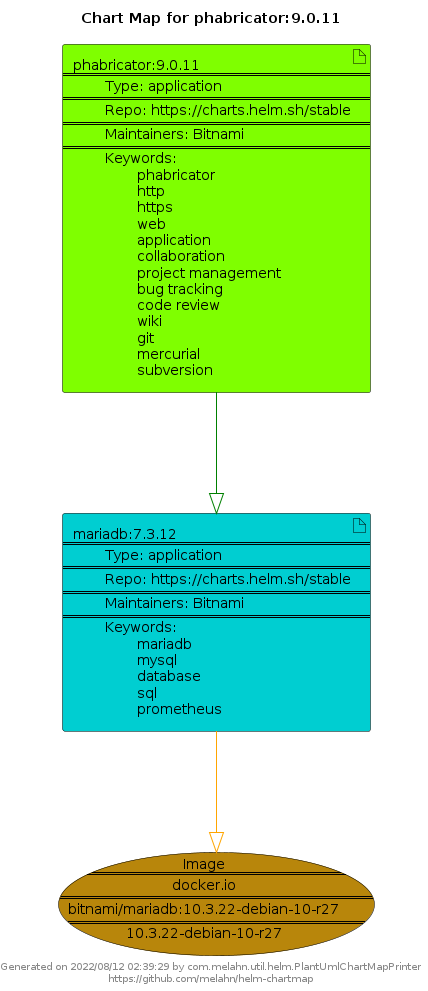 Chart Map for phabricator:9.0.11
phabricator:9.0.11
Type: application
Repo: https://charts.helm.sh/stable
Maintainers: Bitnami
Keywords:
phabricator
http
https
web
application
collaboration
project management
bug tracking
code review
wiki
git
mercurial
subversion
mariadb:7.3.12
Type: application
Repo: https://charts.helm.sh/stable
Maintainers: Bitnami
Keywords:
mariadb
mysql
database
sql
prometheus
Image
docker.io
bitnami/mariadb:10.3.22-debian-10-r27
10.3.22-debian-10-r27
Generated on 2022/08/12 02:39:29 by com.melahn.util.helm.PlantUmlChartMapPrinter
https://github.com/melahn/helm-chartmap